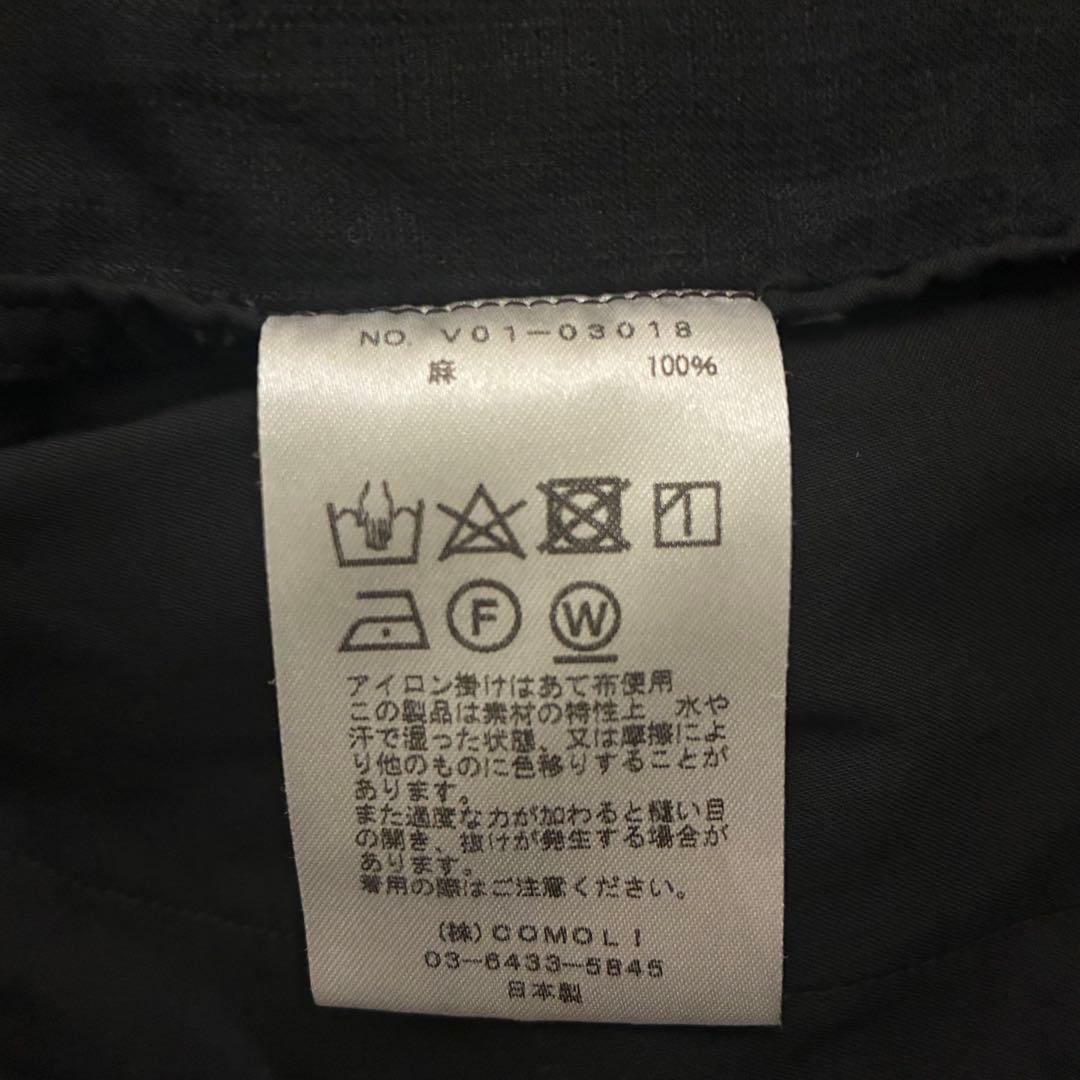 NO. V01-03018
麻 100%
F W
アイロン掛けはあて布使用
この製品は素材の特性上 水や
汗で湿った状態、又は摩擦によ
り他のものに色移りすることが
あります。
また過度な力が加わると縫い目
の開き、抜けが発生する場合が
あります。
着用の際はご注意ください。
(株)COMOLI
03-6433-5845
日本製